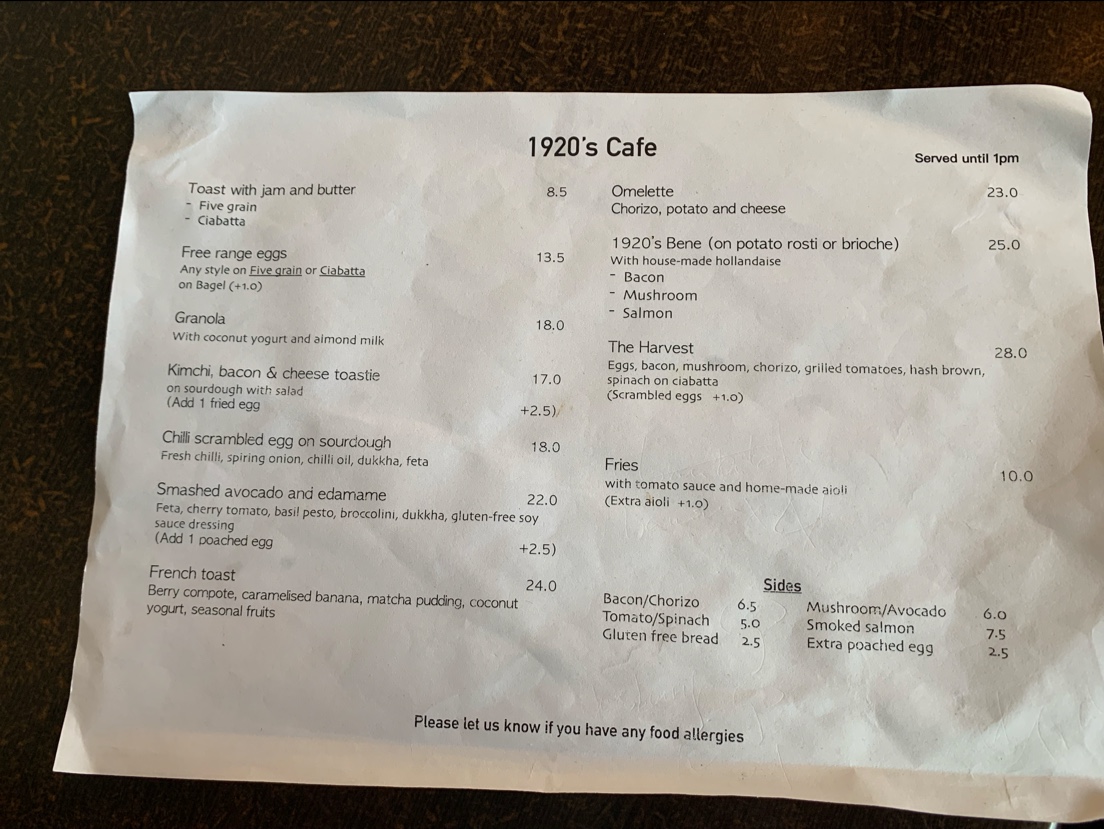 1920's Cafe
Served until 1pm
Toast with jam and butter 8.5
- Five grain
- Ciabatta
Free range eggs 13.5
Any style on Five grain or Ciabatta
on Bagel (+1.0)
Granola 18.0
With coconut yogurt and almond milk
Kimchi, bacon & cheese toastie 17.0
on sourdough with salad
(Add 1 fried egg +2.5)
Chilli scrambled egg on sourdough 18.0
Fresh chilli, spiring onion, chilli oil, dukkha, feta
Smashed avocado and edamame 22.0
Feta, cherry tomato, basil pesto, broccolini, dukkha, gluten-free soy
sauce dressing
(Add 1 poached egg +2.5)
French toast 24.0
Berry compote, caramelised banana, matcha pudding, coconut
yogurt, seasonal fruits
Omelette 23.0
Chorizo, potato and cheese
1920's Bene (on potato rosti or brioche) 25.0
With house-made hollandaise
- Bacon
- Mushroom
- Salmon
The Harvest 28.0
Eggs, bacon, mushroom, chorizo, grilled tomatoes, hash brown,
spinach on ciabatta
(Scrambled eggs +1.0)
Fries 10.0
with tomato sauce and home-made aioli
(Extra aioli +1.0)
Sides
Bacon/Chorizo 6.5 Mushroom/Avocado 6.0
Tomato/Spinach 5.0 Smoked salmon 7.5
Gluten free bread 2.5 Extra poached egg 2.5
Please let us know if you have any food allergies